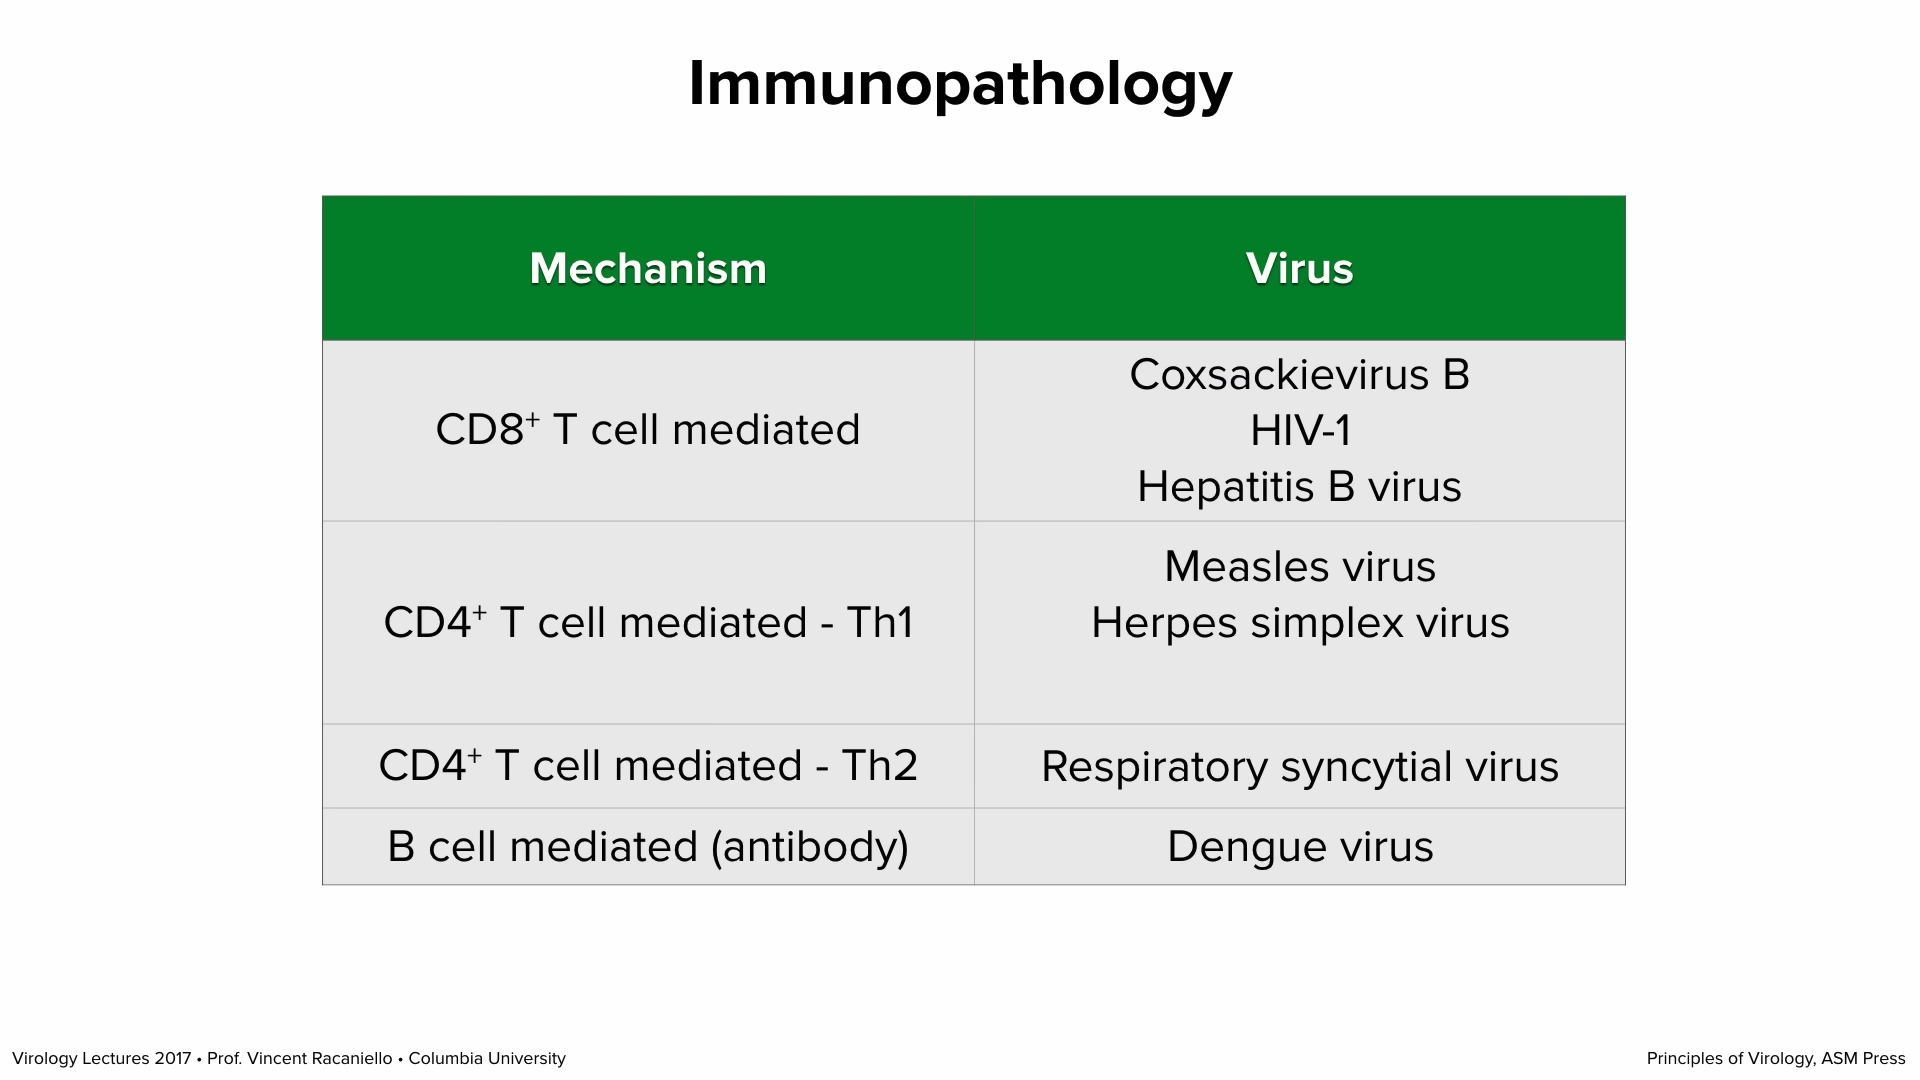 Immunopathology
Mechanism
Virus
CD8⁺ T cell mediated
Coxsackievirus B
HIV-1
Hepatitis B virus
CD4⁺ T cell mediated - Th1
Measles virus
Herpes simplex virus
CD4⁺ T cell mediated - Th2
Respiratory syncytial virus
B cell mediated (antibody)
Dengue virus
Virology Lectures 2017 • Prof. Vincent Racaniello • Columbia University
Principles of Virology, ASM Press